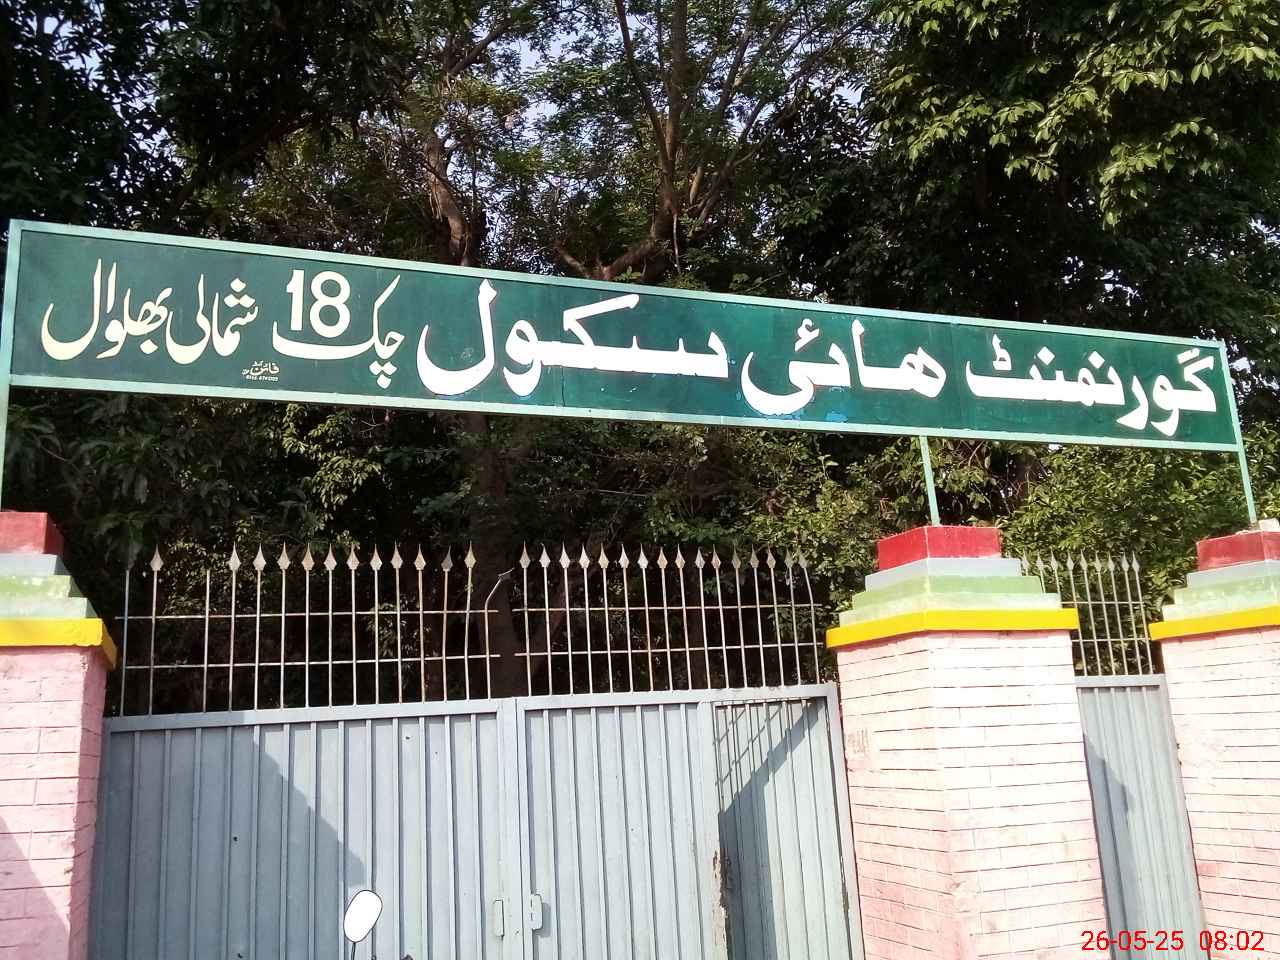 گورنمنٹ ھائی سکول چک 18 شمالی بھلوال
26-05-25 08:02